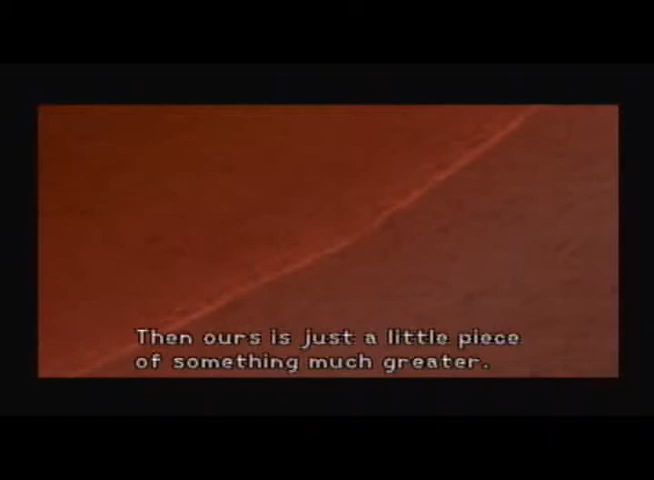 Then ours is just a little piece
of something much greater.